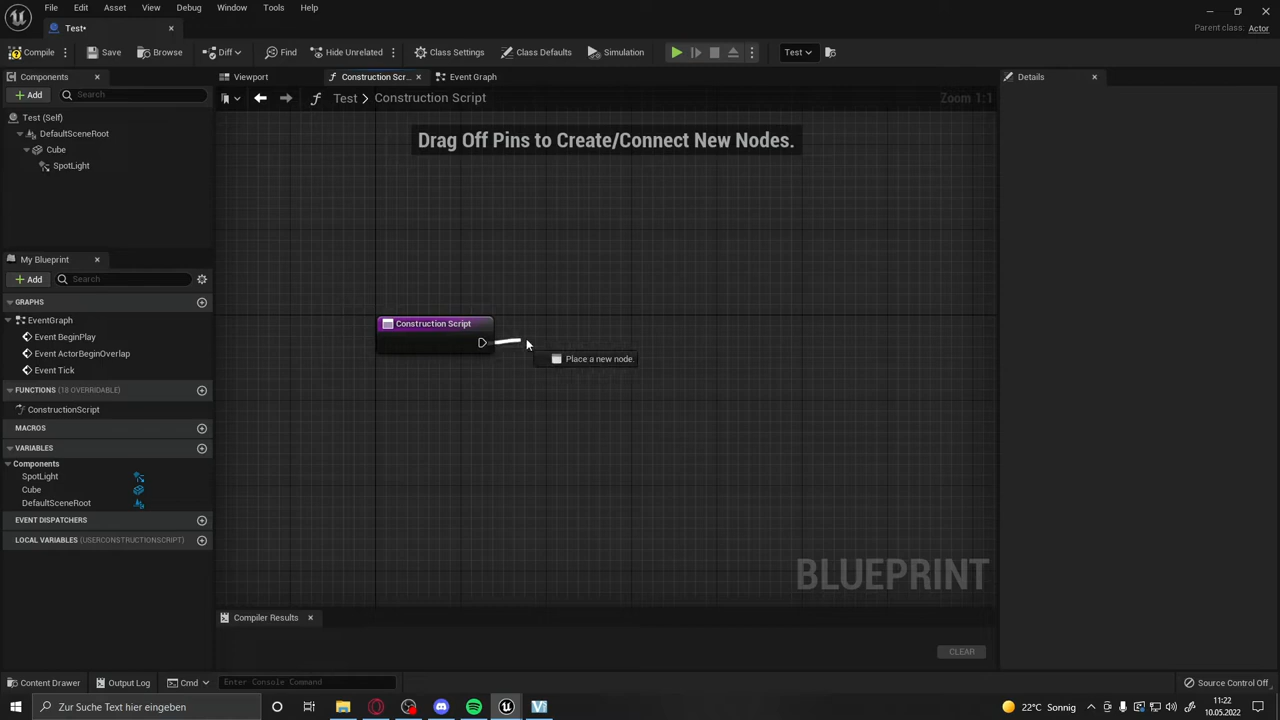 File Edit Asset View Debug Window Tools Help
Test•
Parent class: Actor
Compile Save Browse Diff Find Hide Unrelated Class Settings Class Defaults Simulation Test
Components
Viewport Construction Scr... Event Graph
Details
+ Add Search
Test > Construction Script
Zoom 1:1
Test (Self)
DefaultSceneRoot
Cube
SpotLight
Drag Off Pins to Create/Connect New Nodes.
My Blueprint
+ Add Search
GRAPHS
EventGraph
Event BeginPlay
Event ActorBeginOverlap
Event Tick
FUNCTIONS (18 OVERRIDABLE)
ConstructionScript
MACROS
VARIABLES
Components
SpotLight
Cube
DefaultSceneRoot
EVENT DISPATCHERS
LOCAL VARIABLES (USERCONSTRUCTIONSCRIPT)
Construction Script
Place a new node.
BLUEPRINT
Compiler Results
CLEAR
Content Drawer Output Log Cmd Enter Console Command Source Control Off
Zur Suche Text hier eingeben
22°C Sonnig
11:22
10.05.2022